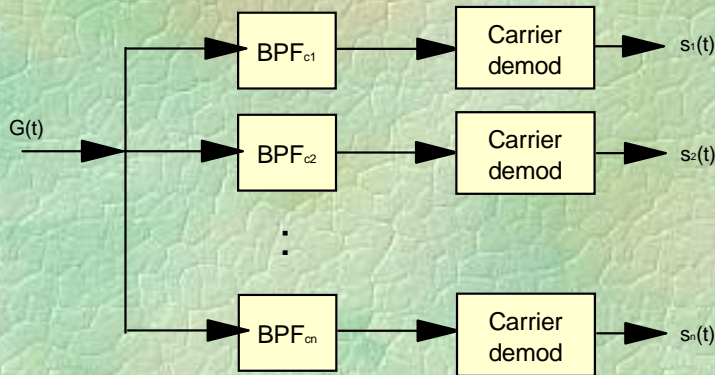 BPFc1
Carrier
demod
s1(t)
G(t)
BPFc2
Carrier
demod
s2(t)
:
BPFcn
Carrier
demod
sn(t)